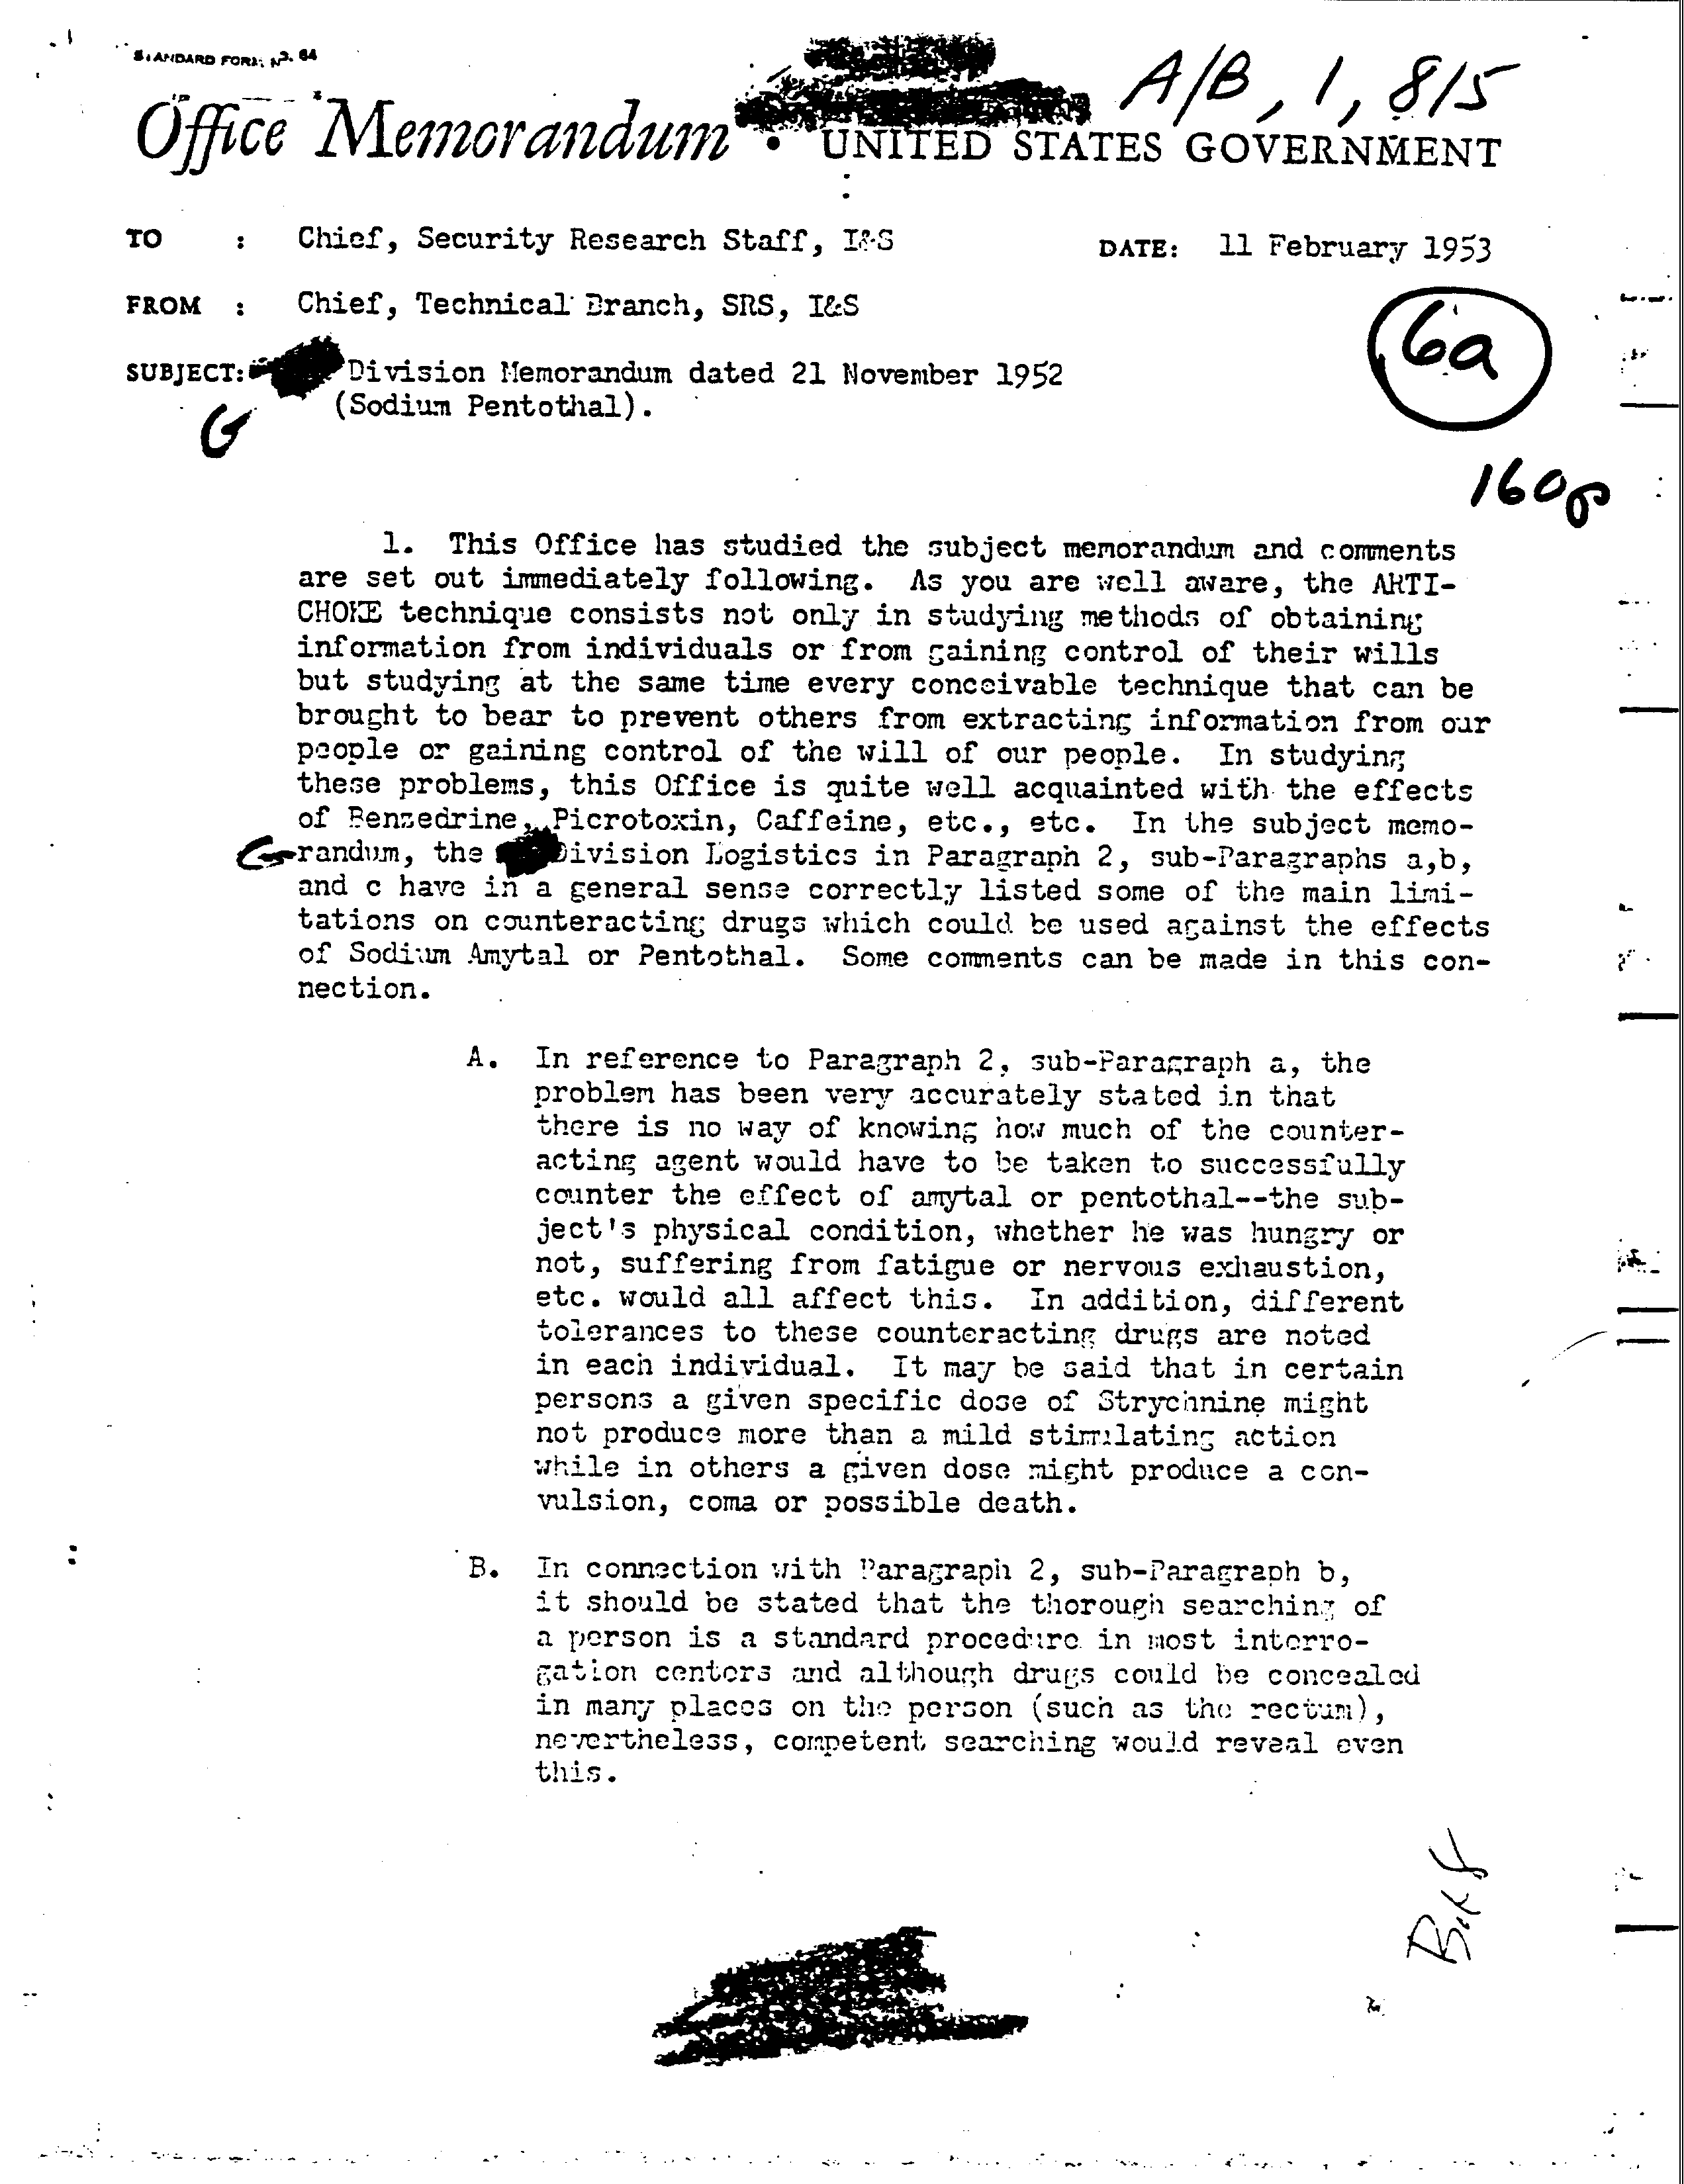 STANDARD FORM NO. 64
A/B, 1, 8/5
Office Memorandum • UNITED STATES GOVERNMENT
TO : Chief, Security Research Staff, I&S DATE: 11 February 1953
FROM : Chief, Technical Branch, SRS, I&S
6a
SUBJECT: Division Memorandum dated 21 November 1952
(Sodium Pentothal).
G
160
1. This Office has studied the subject memorandum and comments
are set out immediately following. As you are well aware, the ARTI-
CHOKE technique consists not only in studying methods of obtaining
information from individuals or from gaining control of their wills
but studying at the same time every conceivable technique that can be
brought to bear to prevent others from extracting information from our
people or gaining control of the will of our people. In studying
these problems, this Office is quite well acquainted with the effects
of Benzedrine, Picrotoxin, Caffeine, etc., etc. In the subject memo-
randum, the Division Logistics in Paragraph 2, sub-Paragraphs a,b,
and c have in a general sense correctly listed some of the main limi-
tations on counteracting drugs which could be used against the effects
of Sodium Amytal or Pentothal. Some comments can be made in this con-
nection.
A. In reference to Paragraph 2, sub-Paragraph a, the
problem has been very accurately stated in that
there is no way of knowing how much of the counter-
acting agent would have to be taken to successfully
counter the effect of amytal or pentothal--the sub-
ject's physical condition, whether he was hungry or
not, suffering from fatigue or nervous exhaustion,
etc. would all affect this. In addition, different
tolerances to these counteracting drugs are noted
in each individual. It may be said that in certain
persons a given specific dose of Strychnine might
not produce more than a mild stimulating action
while in others a given dose might produce a con-
vulsion, coma or possible death.
B. In connection with Paragraph 2, sub-Paragraph b,
it should be stated that the thorough searching of
a person is a standard procedure in most interro-
gation centers and although drugs could be concealed
in many places on the person (such as the rectum),
nevertheless, competent searching would reveal even
this.